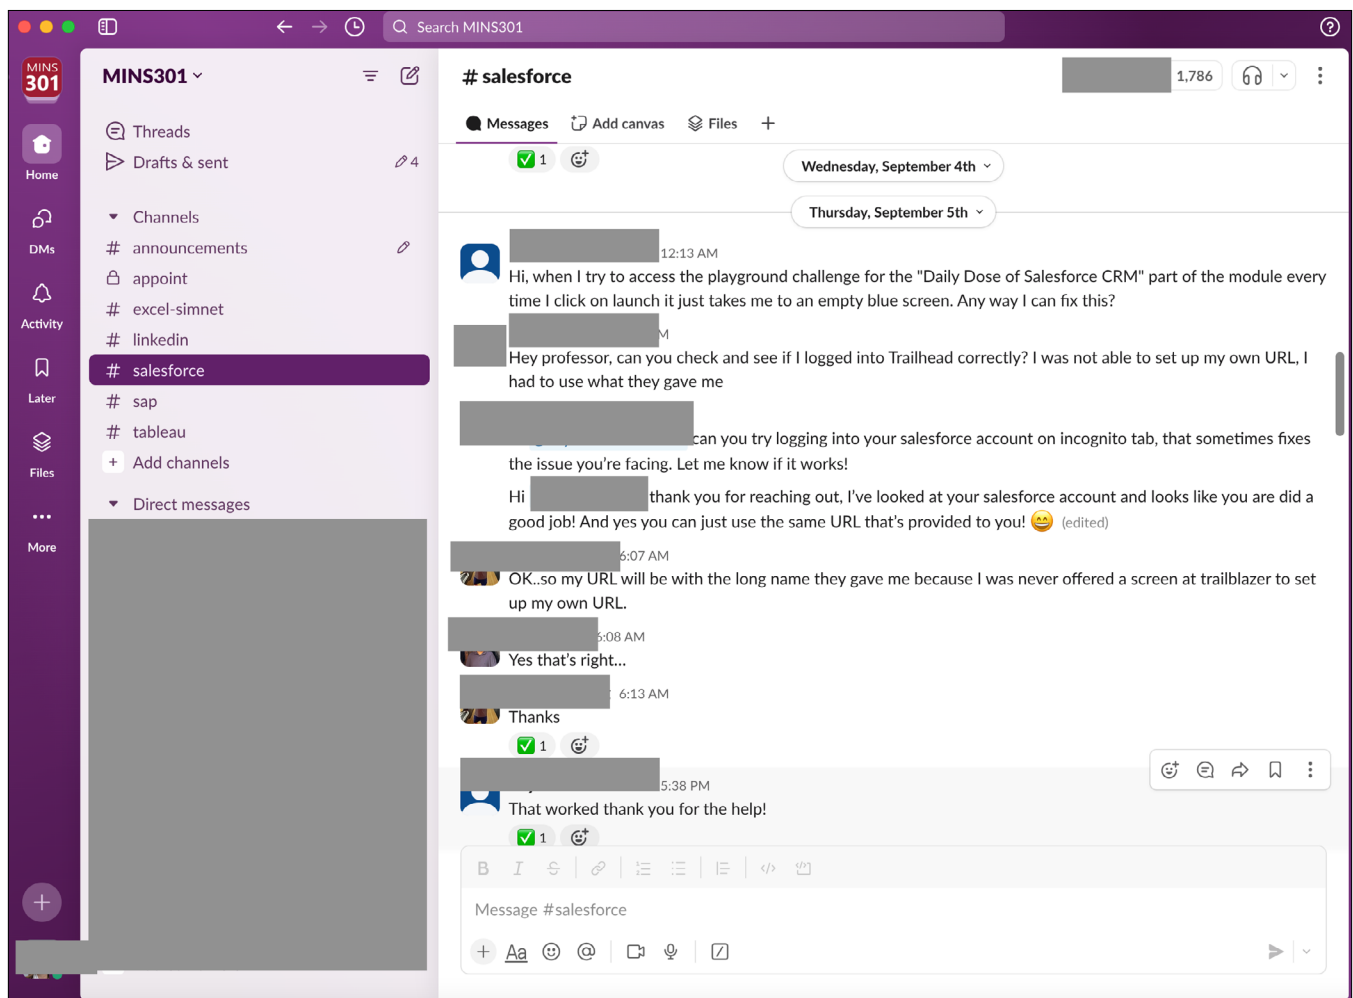 Search MINS301
MINS
301
Home
DMs
Activity
Later
Files
More
MINS301
Threads
Drafts & sent
4
Channels
# announcements
appoint
# excel-simnet
# linkedin
# salesforce
# sap
# tableau
+ Add channels
Direct messages
# salesforce
1,786
Messages
Add canvas
Files
+
1
Wednesday, September 4th
Thursday, September 5th
12:13 AM
Hi, when I try to access the playground challenge for the "Daily Dose of Salesforce CRM" part of the module every
time I click on launch it just takes me to an empty blue screen. Any way I can fix this?
M
Hey professor, can you check and see if I logged into Trailhead correctly? I was not able to set up my own URL, I
had to use what they gave me
can you try logging into your salesforce account on incognito tab, that sometimes fixes
the issue you’re facing. Let me know if it works!
Hi thank you for reaching out, I’ve looked at your salesforce account and looks like you are did a
good job! And yes you can just use the same URL that’s provided to you! 😄 (edited)
6:07 AM
OK..so my URL will be with the long name they gave me because I was never offered a screen at trailblazer to set
up my own URL.
6:08 AM
Yes that’s right...
6:13 AM
Thanks
1
5:38 PM
That worked thank you for the help!
1
B I S
Message #salesforce
+ Aa @